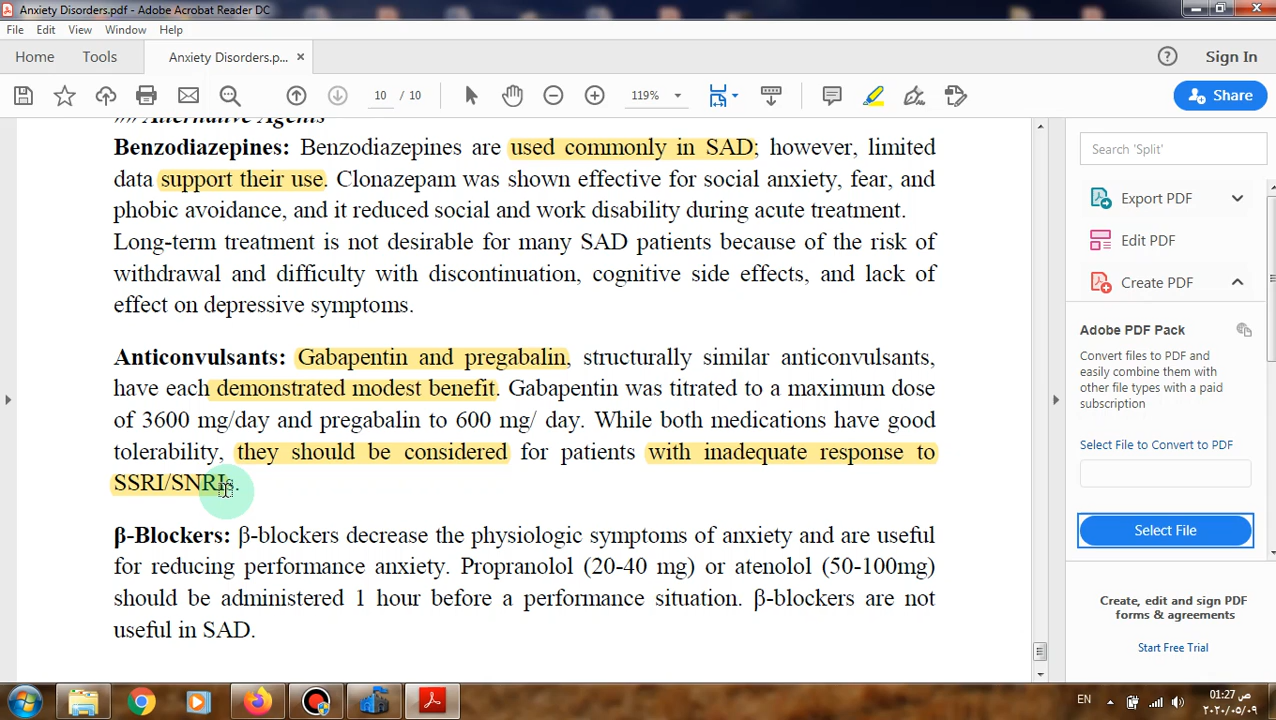 Anxiety Disorders.pdf - Adobe Acrobat Reader DC
File Edit View Window Help
Home Tools Anxiety Disorders.p... × Sign In
10 / 10 119% Share
»» Alternative Agents
Benzodiazepines: Benzodiazepines are used commonly in SAD; however, limited
data support their use. Clonazepam was shown effective for social anxiety, fear, and
phobic avoidance, and it reduced social and work disability during acute treatment.
Long-term treatment is not desirable for many SAD patients because of the risk of
withdrawal and difficulty with discontinuation, cognitive side effects, and lack of
effect on depressive symptoms.
Anticonvulsants: Gabapentin and pregabalin, structurally similar anticonvulsants,
have each demonstrated modest benefit. Gabapentin was titrated to a maximum dose
of 3600 mg/day and pregabalin to 600 mg/ day. While both medications have good
tolerability, they should be considered for patients with inadequate response to
SSRI/SNRIs.
β-Blockers: β-blockers decrease the physiologic symptoms of anxiety and are useful
for reducing performance anxiety. Propranolol (20-40 mg) or atenolol (50-100mg)
should be administered 1 hour before a performance situation. β-blockers are not
useful in SAD.
Search 'Split'
Export PDF
Edit PDF
Create PDF
Adobe PDF Pack
Convert files to PDF and
easily combine them with
other file types with a paid
subscription
Select File to Convert to PDF
Select File
Create, edit and sign PDF
forms & agreements
Start Free Trial
EN
01:27 ص
٢٠٢٠/٠٥/٠٩